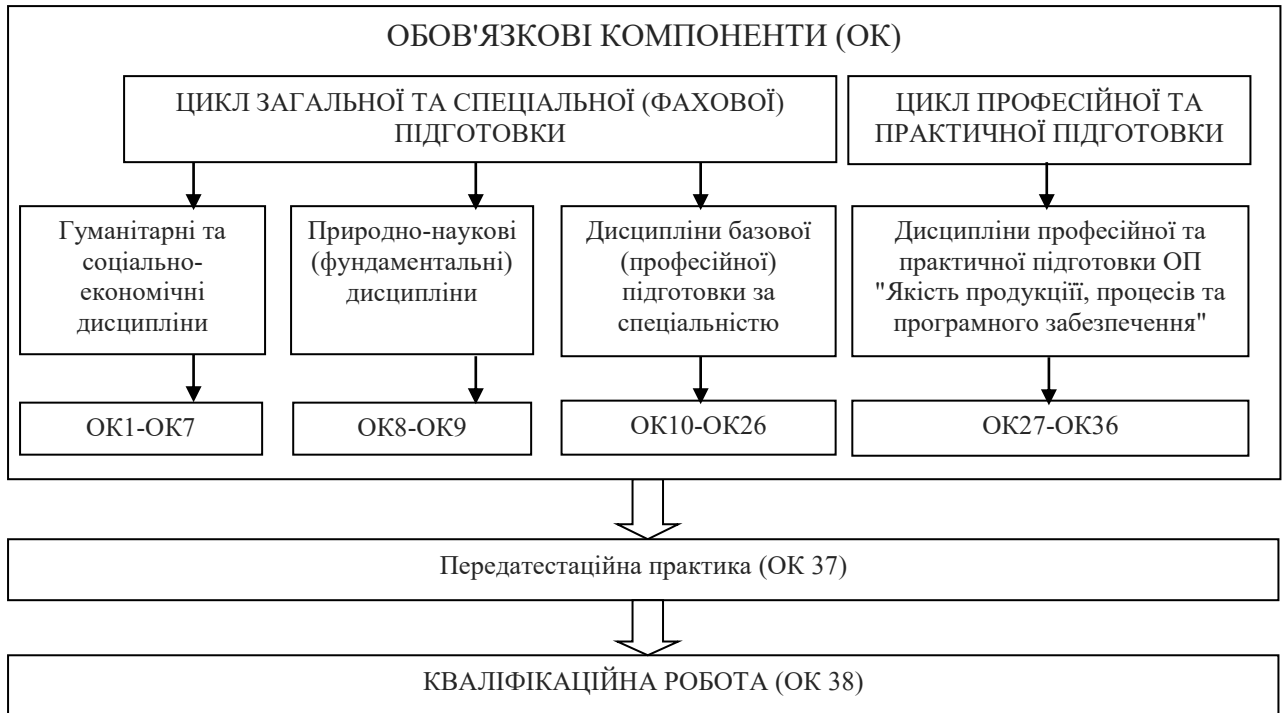 ОБОВ'ЯЗКОВІ КОМПОНЕНТИ (ОК)
ЦИКЛ ЗАГАЛЬНОЇ ТА СПЕЦІАЛЬНОЇ (ФАХОВОЇ)
ПІДГОТОВКИ
ЦИКЛ ПРОФЕСІЙНОЇ ТА
ПРАКТИЧНОЇ ПІДГОТОВКИ
Гуманітарні та
соціально-
економічні
дисципліни
Природно-наукові
(фундаментальні)
дисципліни
Дисципліни базової
(професійної)
підготовки за
спеціальністю
Дисципліни професійної та
практичної підготовки ОП
"Якість продукціїї, процесів та
програмного забезпечення"
ОК1-ОК7
ОК8-ОК9
ОК10-ОК26
ОК27-ОК36
Передатестаційна практика (ОК 37)
КВАЛІФІКАЦІЙНА РОБОТА (ОК 38)